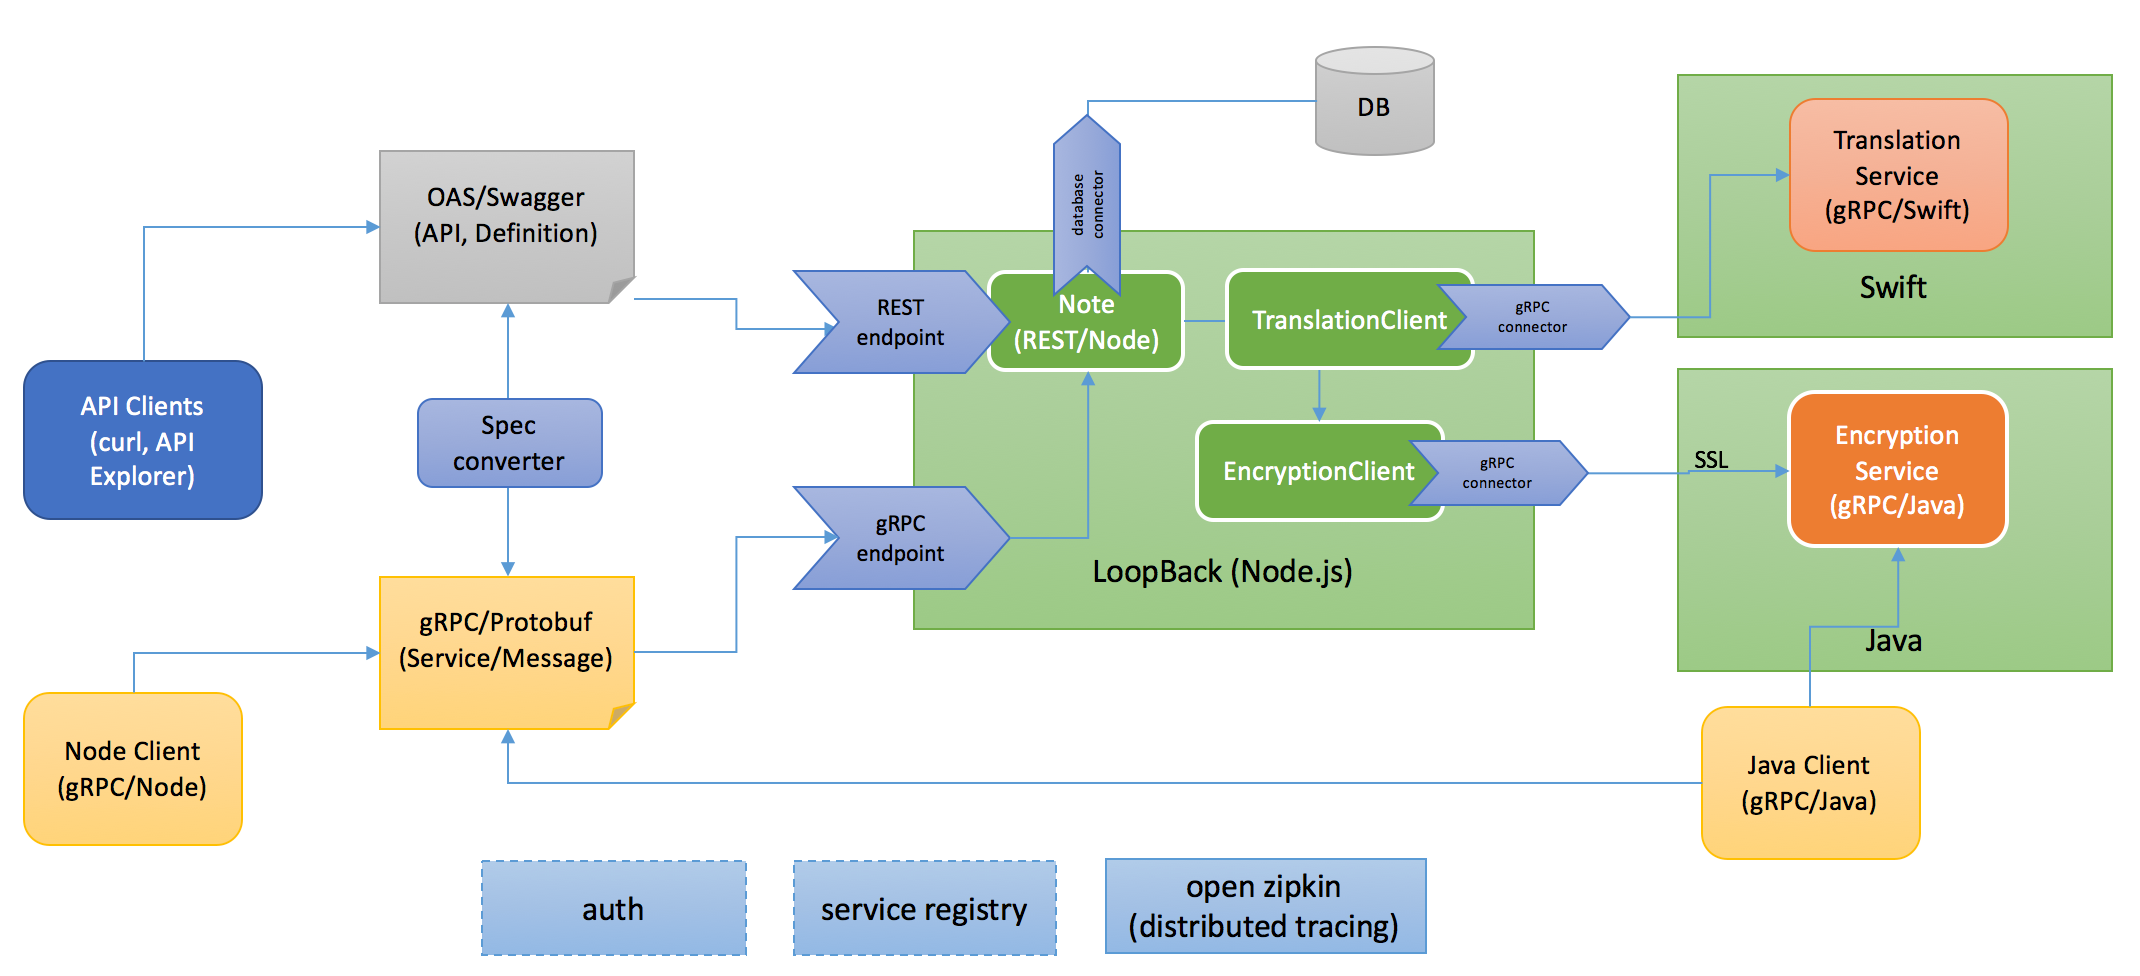 DB
Translation
Service
(gRPC/Swift)
Swift
OAS/Swagger
(API, Definition)
database
connector
REST
endpoint
Note
(REST/Node)
TranslationClient
gRPC
connector
API Clients
(curl, API
Explorer)
Spec
converter
EncryptionClient
gRPC
connector
SSL
Encryption
Service
(gRPC/Java)
Java
gRPC
endpoint
LoopBack (Node.js)
gRPC/Protobuf
(Service/Message)
Node Client
(gRPC/Node)
Java Client
(gRPC/Java)
auth
service registry
open zipkin
(distributed tracing)